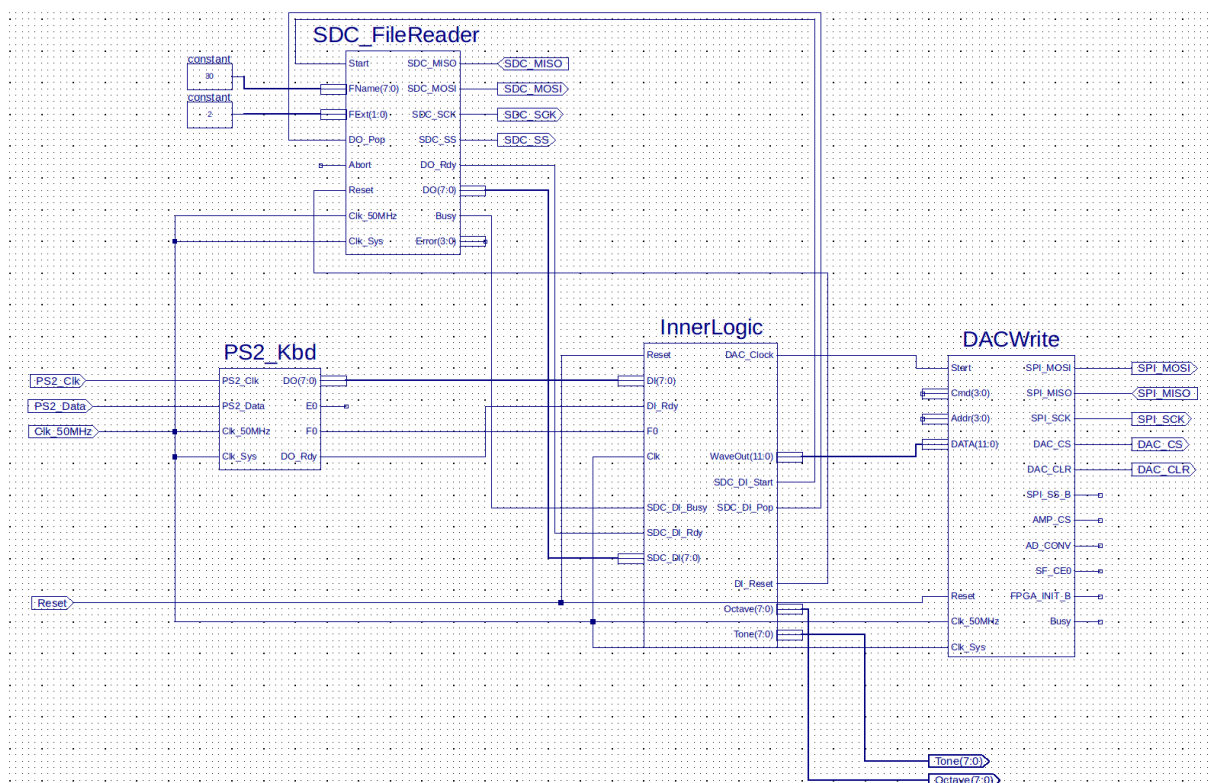 SDC_FileReader
constant
30
constant
2
Start
FName(7:0)
FExt(1:0)
DO_Pop
Abort
Reset
Clk_50MHz
Clk_Sys
SDC_MISO
SDC_MOSI
SDC_SCK
SDC_SS
DO_Rdy
DO(7:0)
Busy
Error(3:0)
SDC_MISO
SDC_MOSI
SDC_SCK
SDC_SS
PS2_Kbd
PS2_Clk
PS2_Data
Clk_50MHz
PS2_Clk
PS2_Data
Clk_50MHz
Clk_Sys
DO(7:0)
E0
F0
DO_Rdy
InnerLogic
Reset
DI(7:0)
DI_Rdy
F0
Clk
SDC_DI_Busy
SDC_DI_Rdy
SDC_DI(7:0)
DAC_Clock
WaveOut(11:0)
SDC_DI_Start
SDC_DI_Pop
DI_Reset
Octave(7:0)
Tone(7:0)
DACWrite
Start
Cmd(3:0)
Addr(3:0)
DATA(11:0)
Reset
Clk_50MHz
Clk_Sys
SPI_MOSI
SPI_MISO
SPI_SCK
DAC_CS
DAC_CLR
SPI_SS_B
AMP_CS
AD_CONV
SF_CE0
FPGA_INIT_B
Busy
SPI_MOSI
SPI_MISO
SPI_SCK
DAC_CS
DAC_CLR
Reset
Tone(7:0)
Octave(7:0)